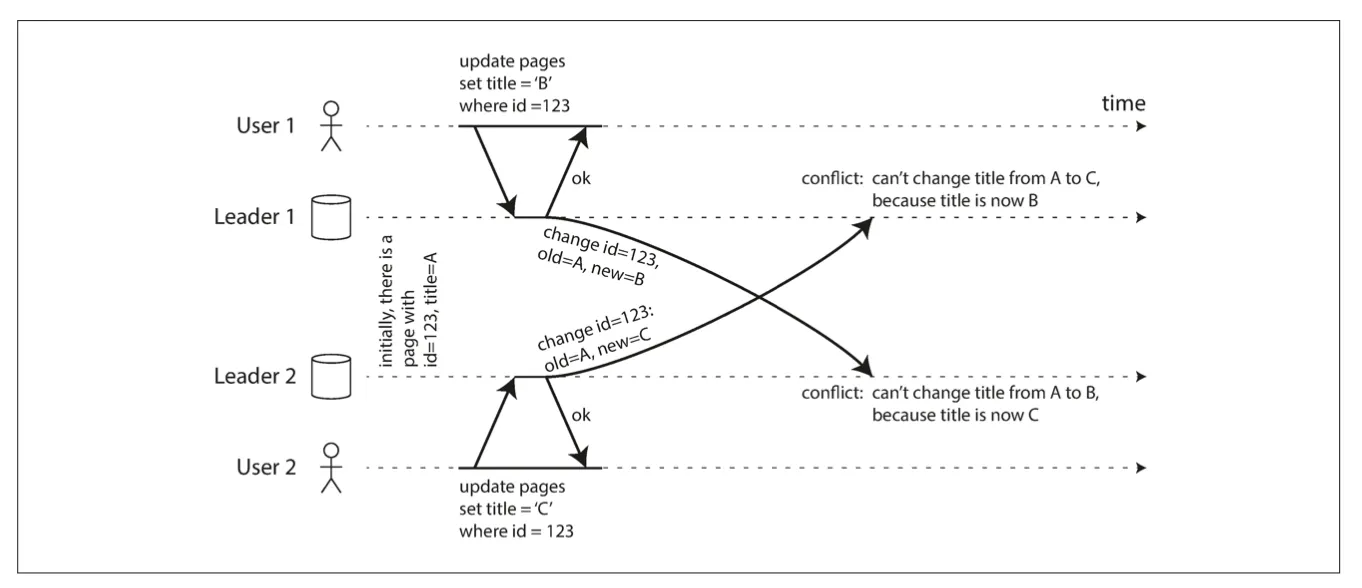 update pages
set title = ‘B’
where id =123
time
User 1
ok
conflict: can’t change title from A to C,
because title is now B
Leader 1
change id=123,
old=A, new=B
initially, there is a
page with
id=123, title=A
change id=123:
old=A, new=C
Leader 2
conflict: can’t change title from A to B,
because title is now C
ok
User 2
update pages
set title = ‘C’
where id = 123